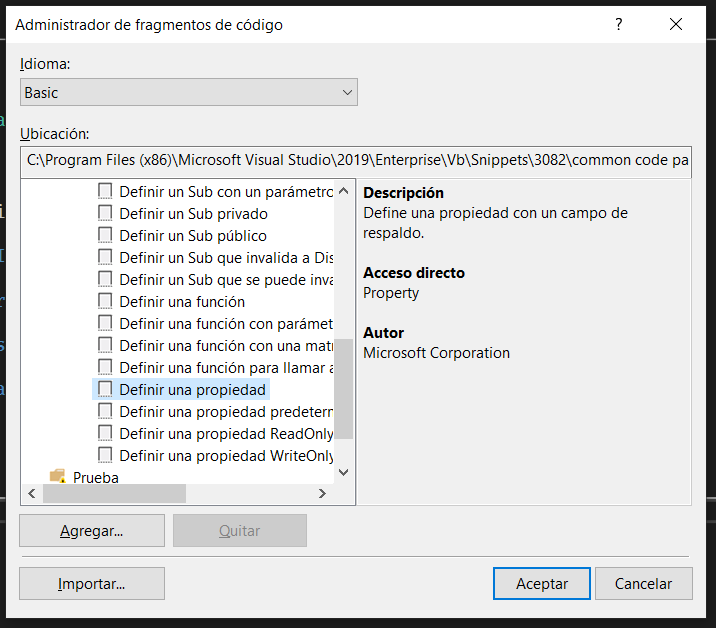 Administrador de fragmentos de código
?
Idioma:
Basic
Ubicación:
C:\Program Files (x86)\Microsoft Visual Studio\2019\Enterprise\Vb\Snippets\3082\common code pa
Definir un Sub con un parámetro
Definir un Sub privado
Definir un Sub público
Definir un Sub que invalida a Dis
Definir un Sub que se puede inva
Definir una función
Definir una función con parámet
Definir una función con una matr
Definir una función para llamar a
Definir una propiedad
Definir una propiedad predetern
Definir una propiedad ReadOnly
Definir una propiedad WriteOnly
Prueba
Descripción
Define una propiedad con un campo de
respaldo.
Acceso directo
Property
Autor
Microsoft Corporation
Agregar...
Quitar
Importar...
Aceptar
Cancelar